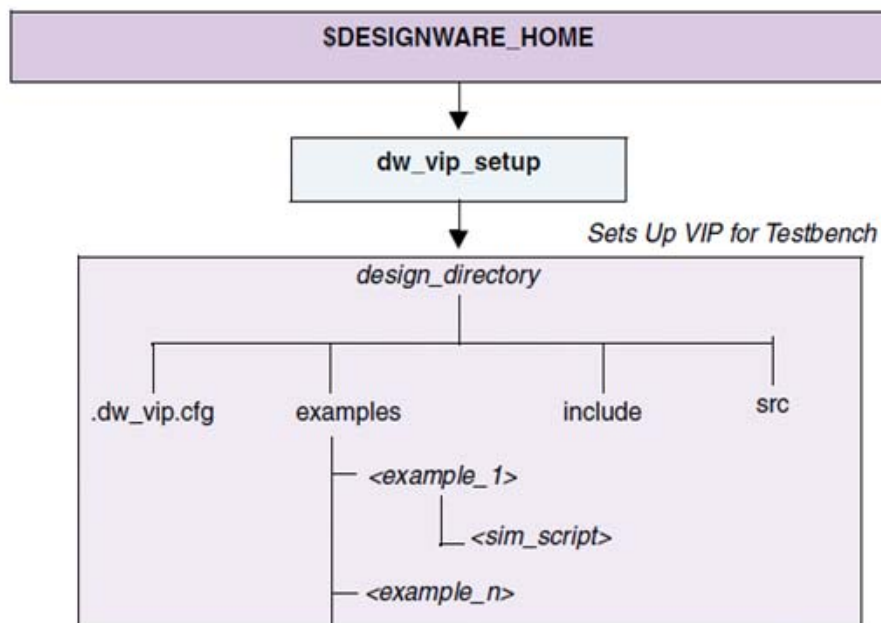 $DESIGNWARE_HOME
dw_vip_setup
Sets Up VIP for Testbench
design_directory
.dw_vip.cfg
examples
include
src
<example_1>
<sim_script>
<example_n>